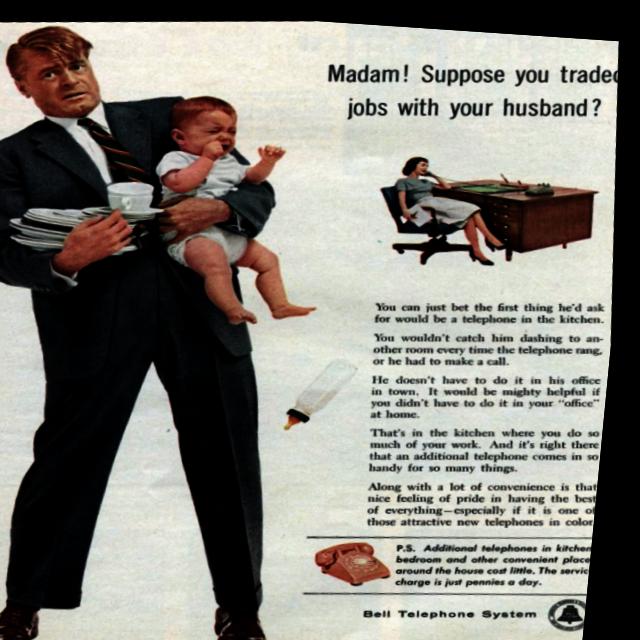 Madam! Suppose you traded
jobs with your husband?
You can just bet the first thing he'd ask
for would be a telephone in the kitchen.
You wouldn't catch him dashing to an-
other room every time the telephone rang,
or he had to make a call.
He doesn't have to do it in his office
in town. It would be mighty helpful if
you didn't have to do it in your "office"
at home.
That's in the kitchen where you do so
much of your work. And it's right there
that an additional telephone comes in so
handy for so many things.
Along with a lot of convenience is that
nice feeling of pride in having the best
of everything—especially if it is one of
those attractive new telephones in color
P.S. Additional telephones in kitchen
bedroom and other convenient place
around the house cost little. The servic
charge is just pennies a day.
Bell Telephone System